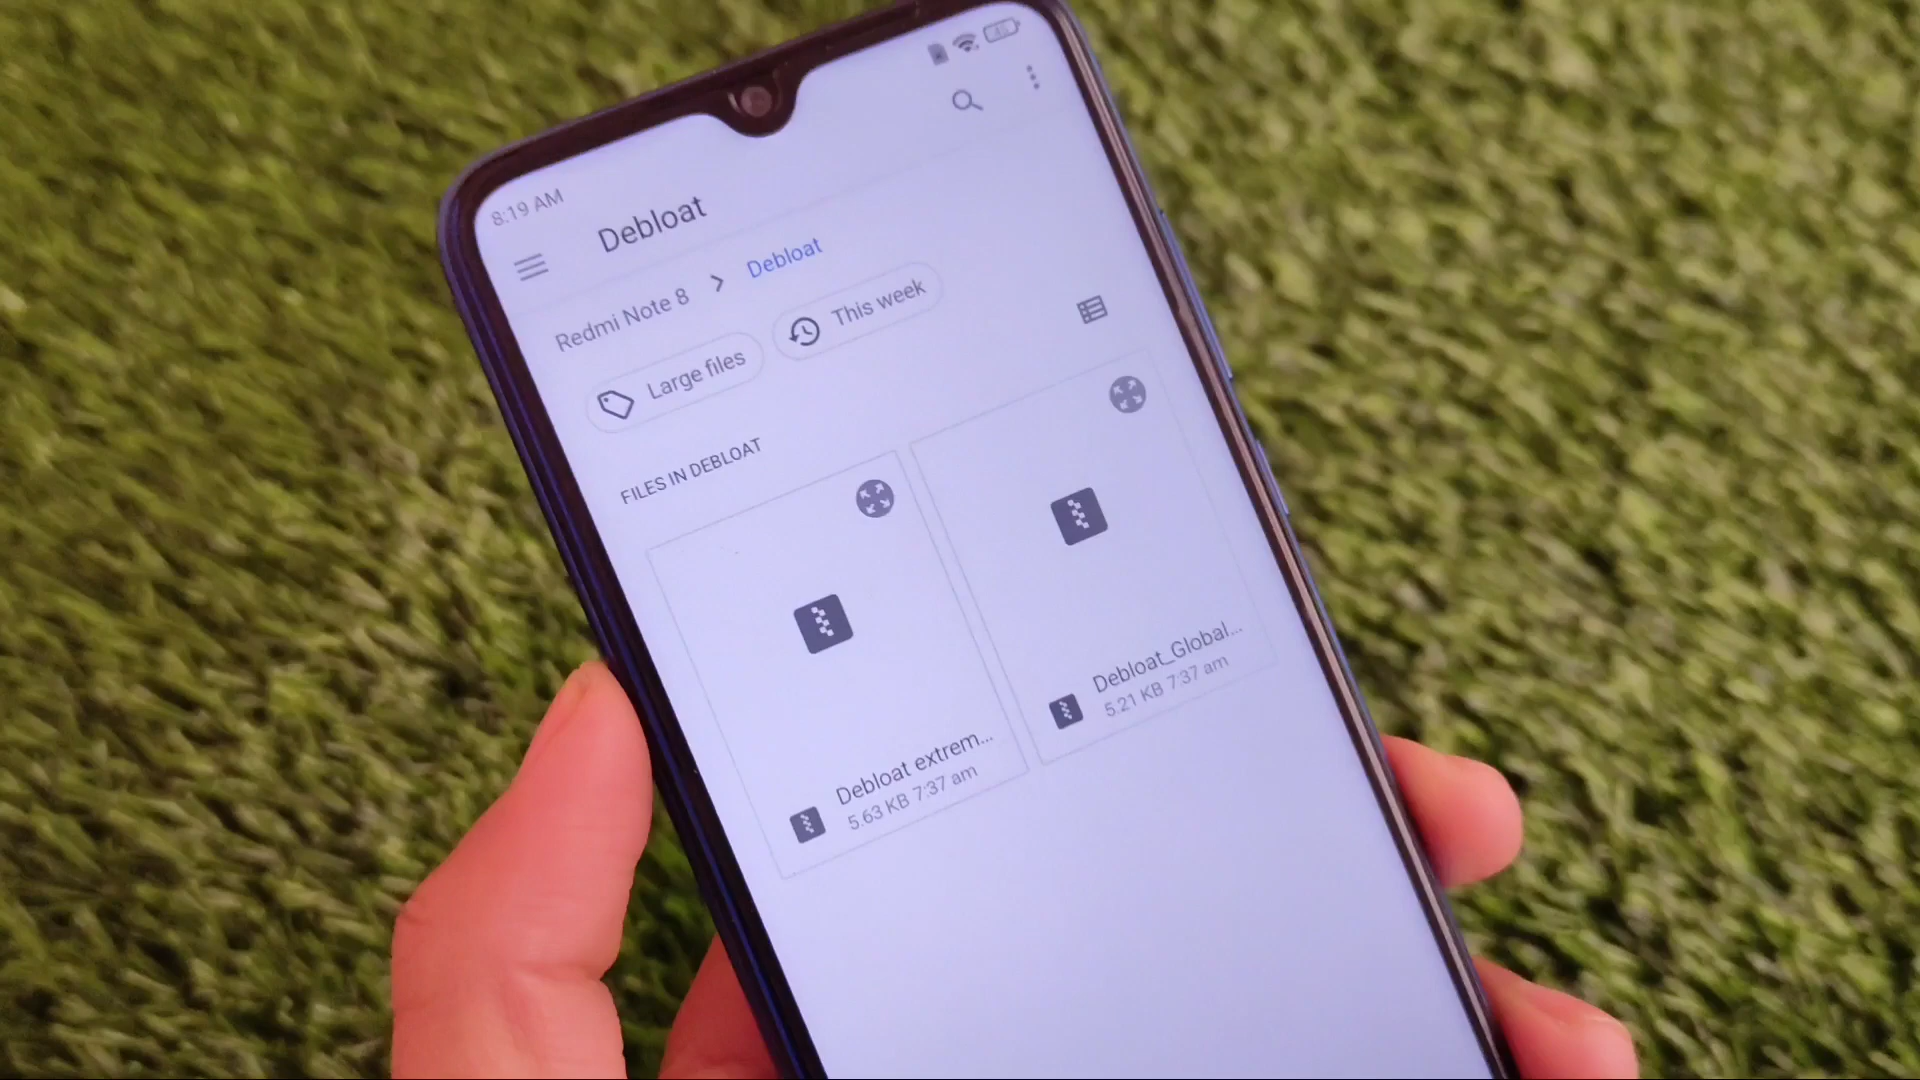 8:19 AM
Debloat
Redmi Note 8 > Debloat
Large files
This week
FILES IN DEBLOAT
Debloat extrem...
5.63 KB 7:37 am
Debloat_Global...
5.21 KB 7:37 am